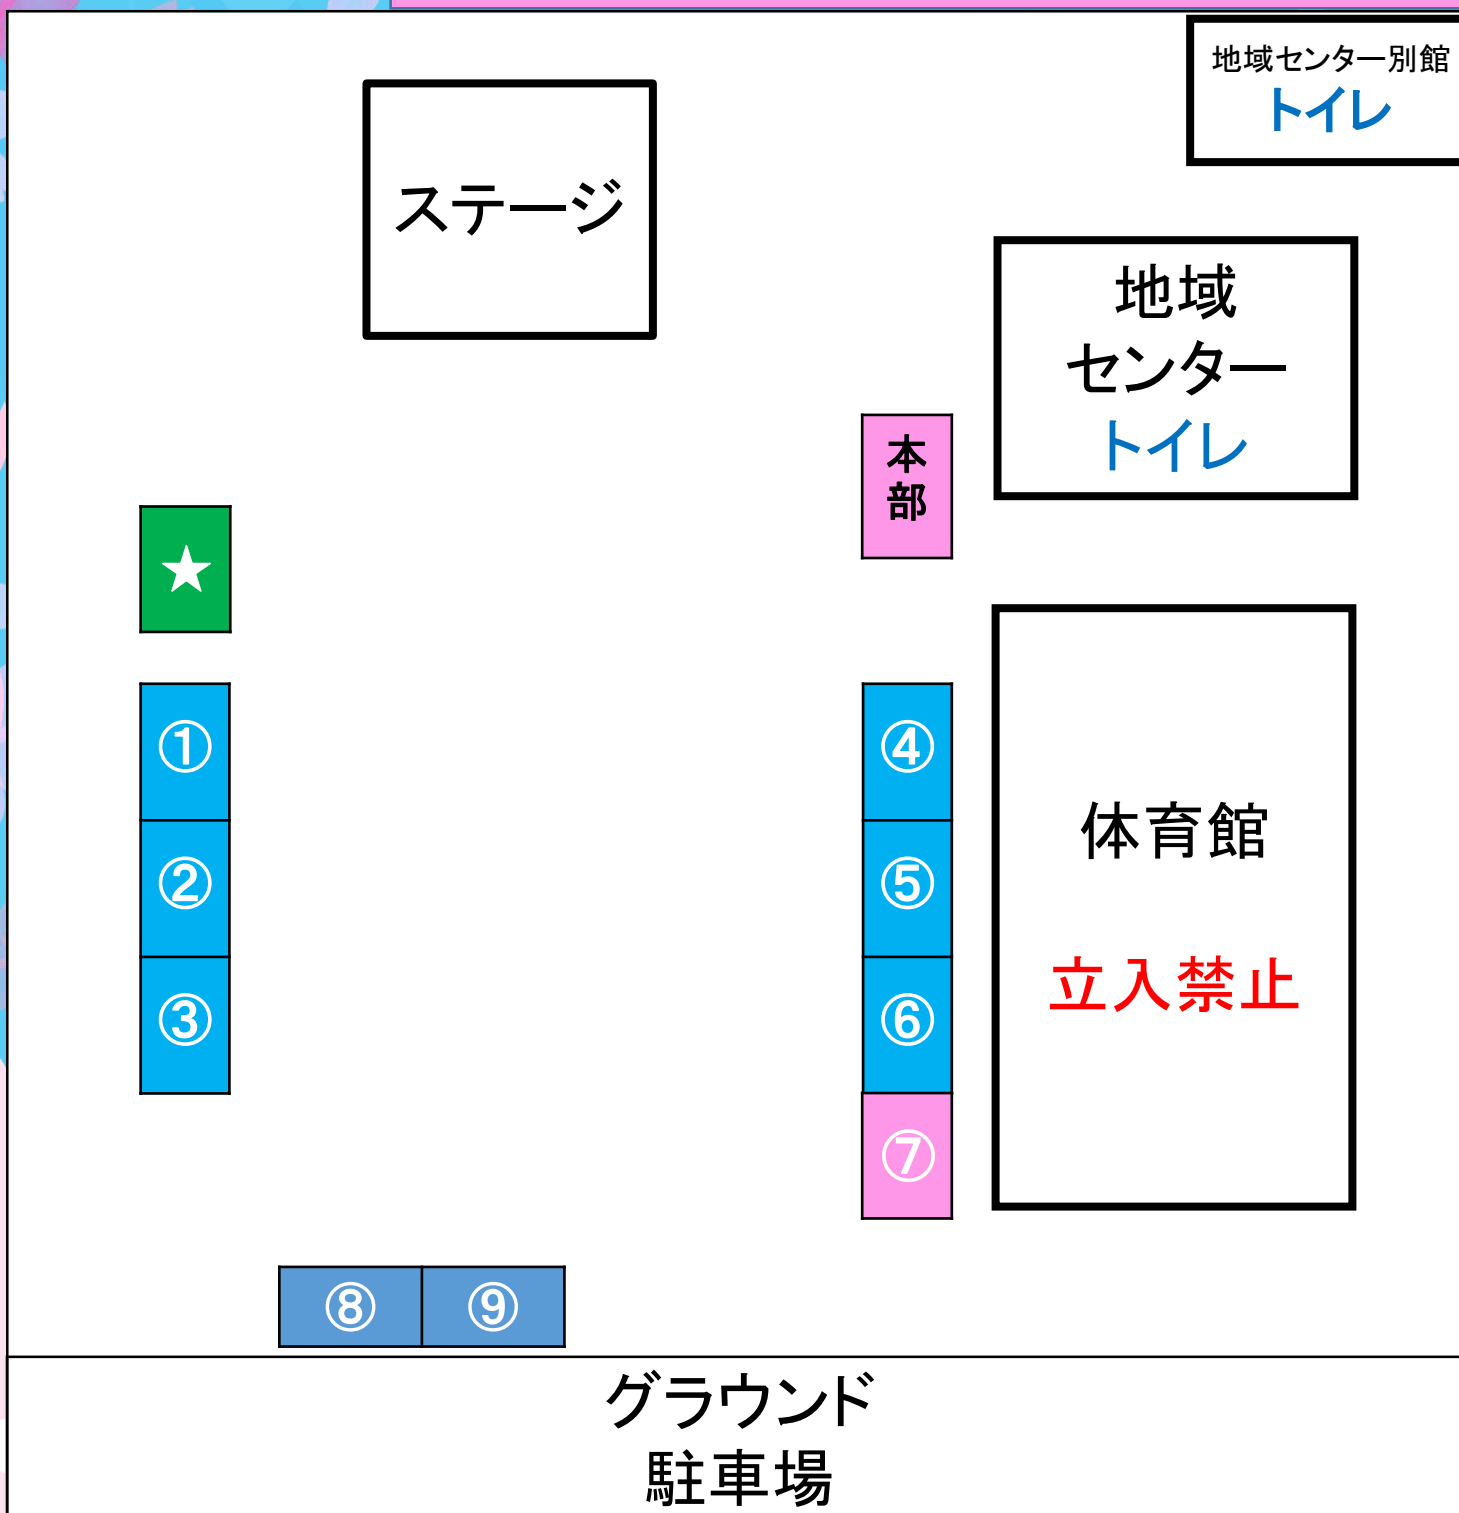 地域センター別館
トイレ
ステージ
地域
センター
トイレ
本
部
★
①
②
③
④
⑤
⑥
⑦
体育館
立入禁止
⑧
⑨
グラウンド
駐車場